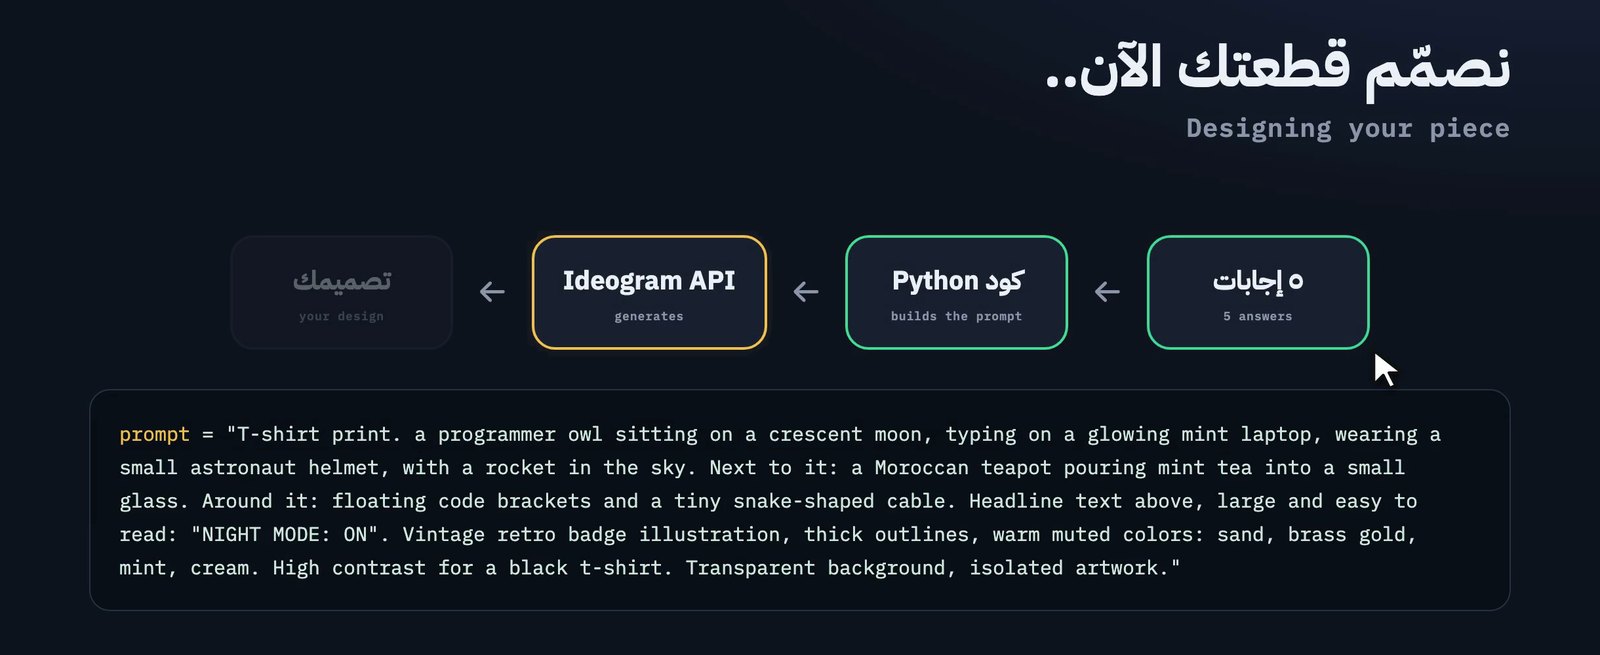 نصمّم قطعتك الآن..
Designing your piece
٥ إجابات
5 answers
كود Python
builds the prompt
Ideogram API
generates
تصميمك
your design
prompt = "T-shirt print. a programmer owl sitting on a crescent moon, typing on a glowing mint laptop, wearing a
small astronaut helmet, with a rocket in the sky. Next to it: a Moroccan teapot pouring mint tea into a small
glass. Around it: floating code brackets and a tiny snake-shaped cable. Headline text above, large and easy to
read: "NIGHT MODE: ON". Vintage retro badge illustration, thick outlines, warm muted colors: sand, brass gold,
mint, cream. High contrast for a black t-shirt. Transparent background, isolated artwork."